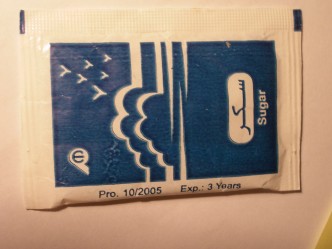 سكر
Sugar
Pro. 10/2005 Exp.: 3 Years